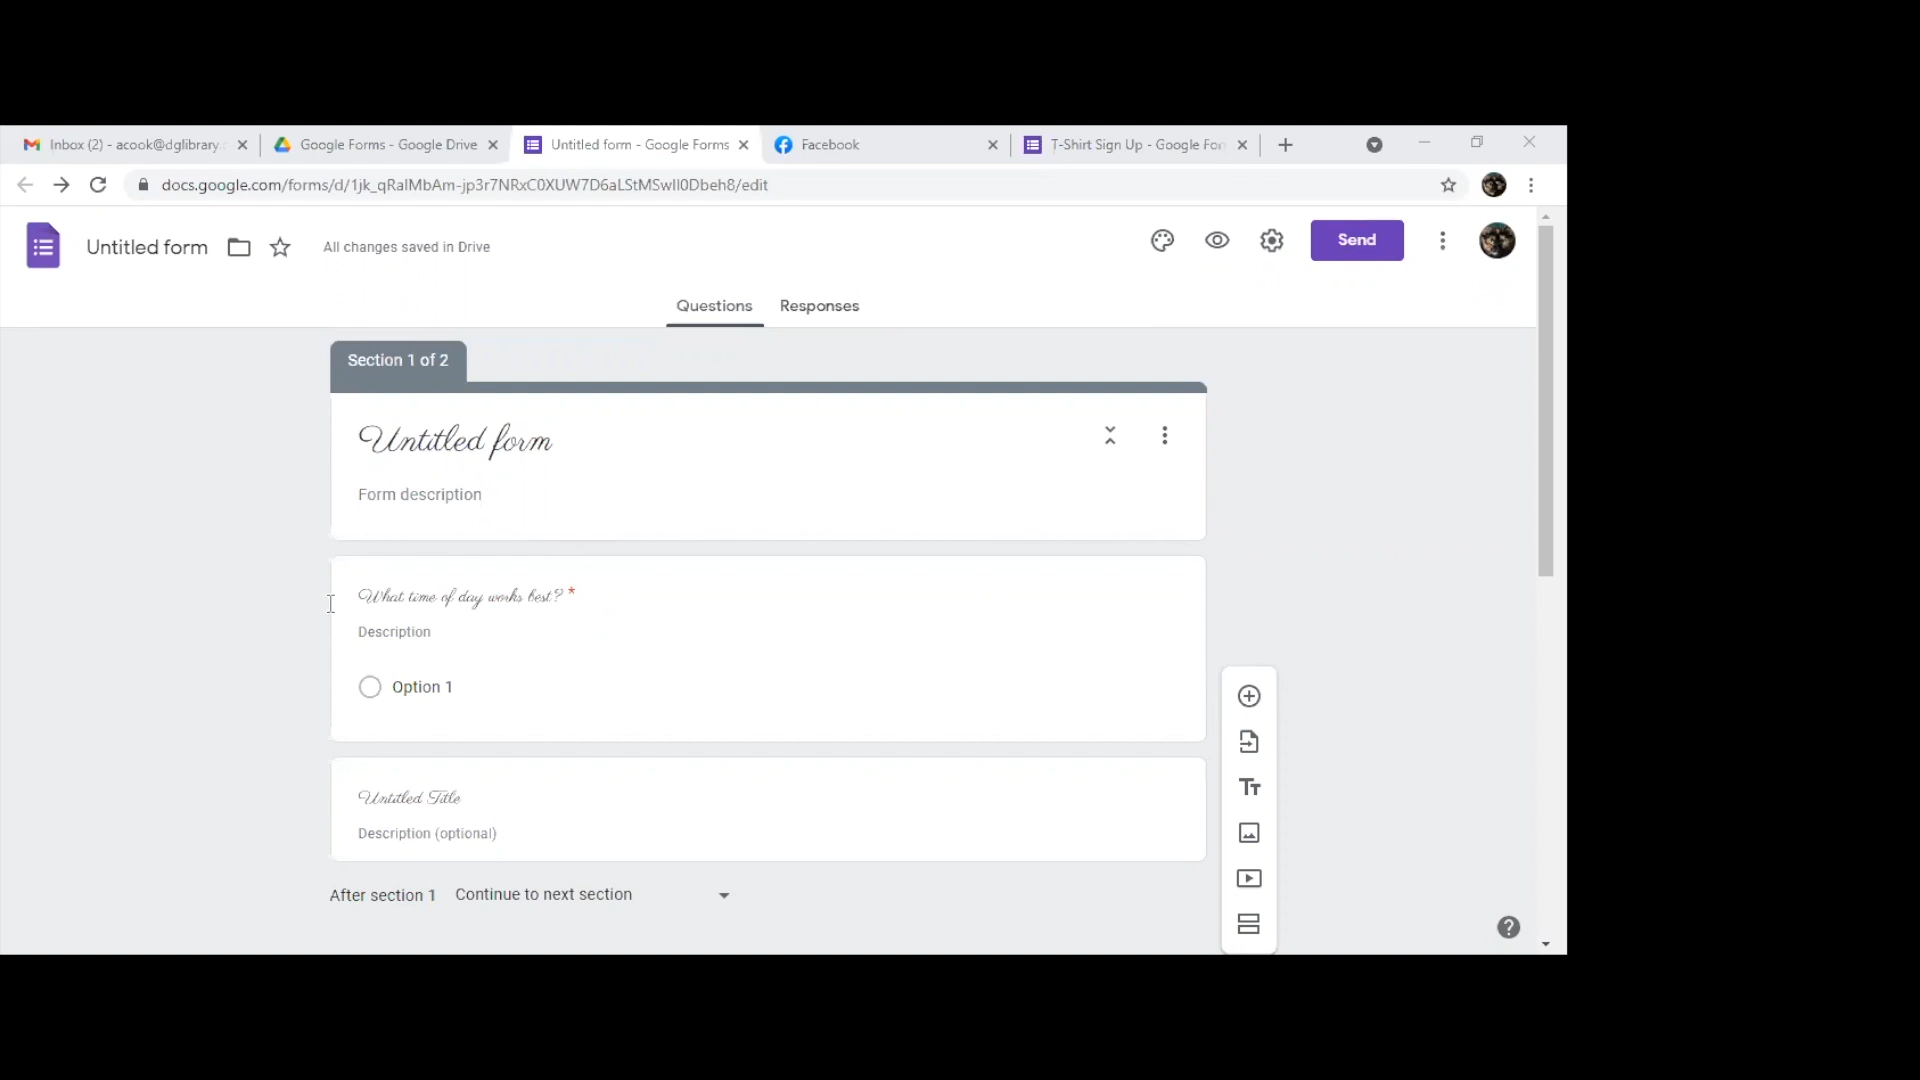 Inbox (2) - acook@dglibrary.
Google Forms - Google Drive
Untitled form - Google Forms
Facebook
T-Shirt Sign Up - Google For
docs.google.com/forms/d/1jk_qRalMbAm-jp3r7NRxC0XUW7D6aLStMSwIl0Dbeh8/edit
Untitled form
All changes saved in Drive
Send
Questions
Responses
Section 1 of 2
Untitled form
Form description
What time of day works best? *
Description
Option 1
Untitled Title
Description (optional)
After section 1
Continue to next section